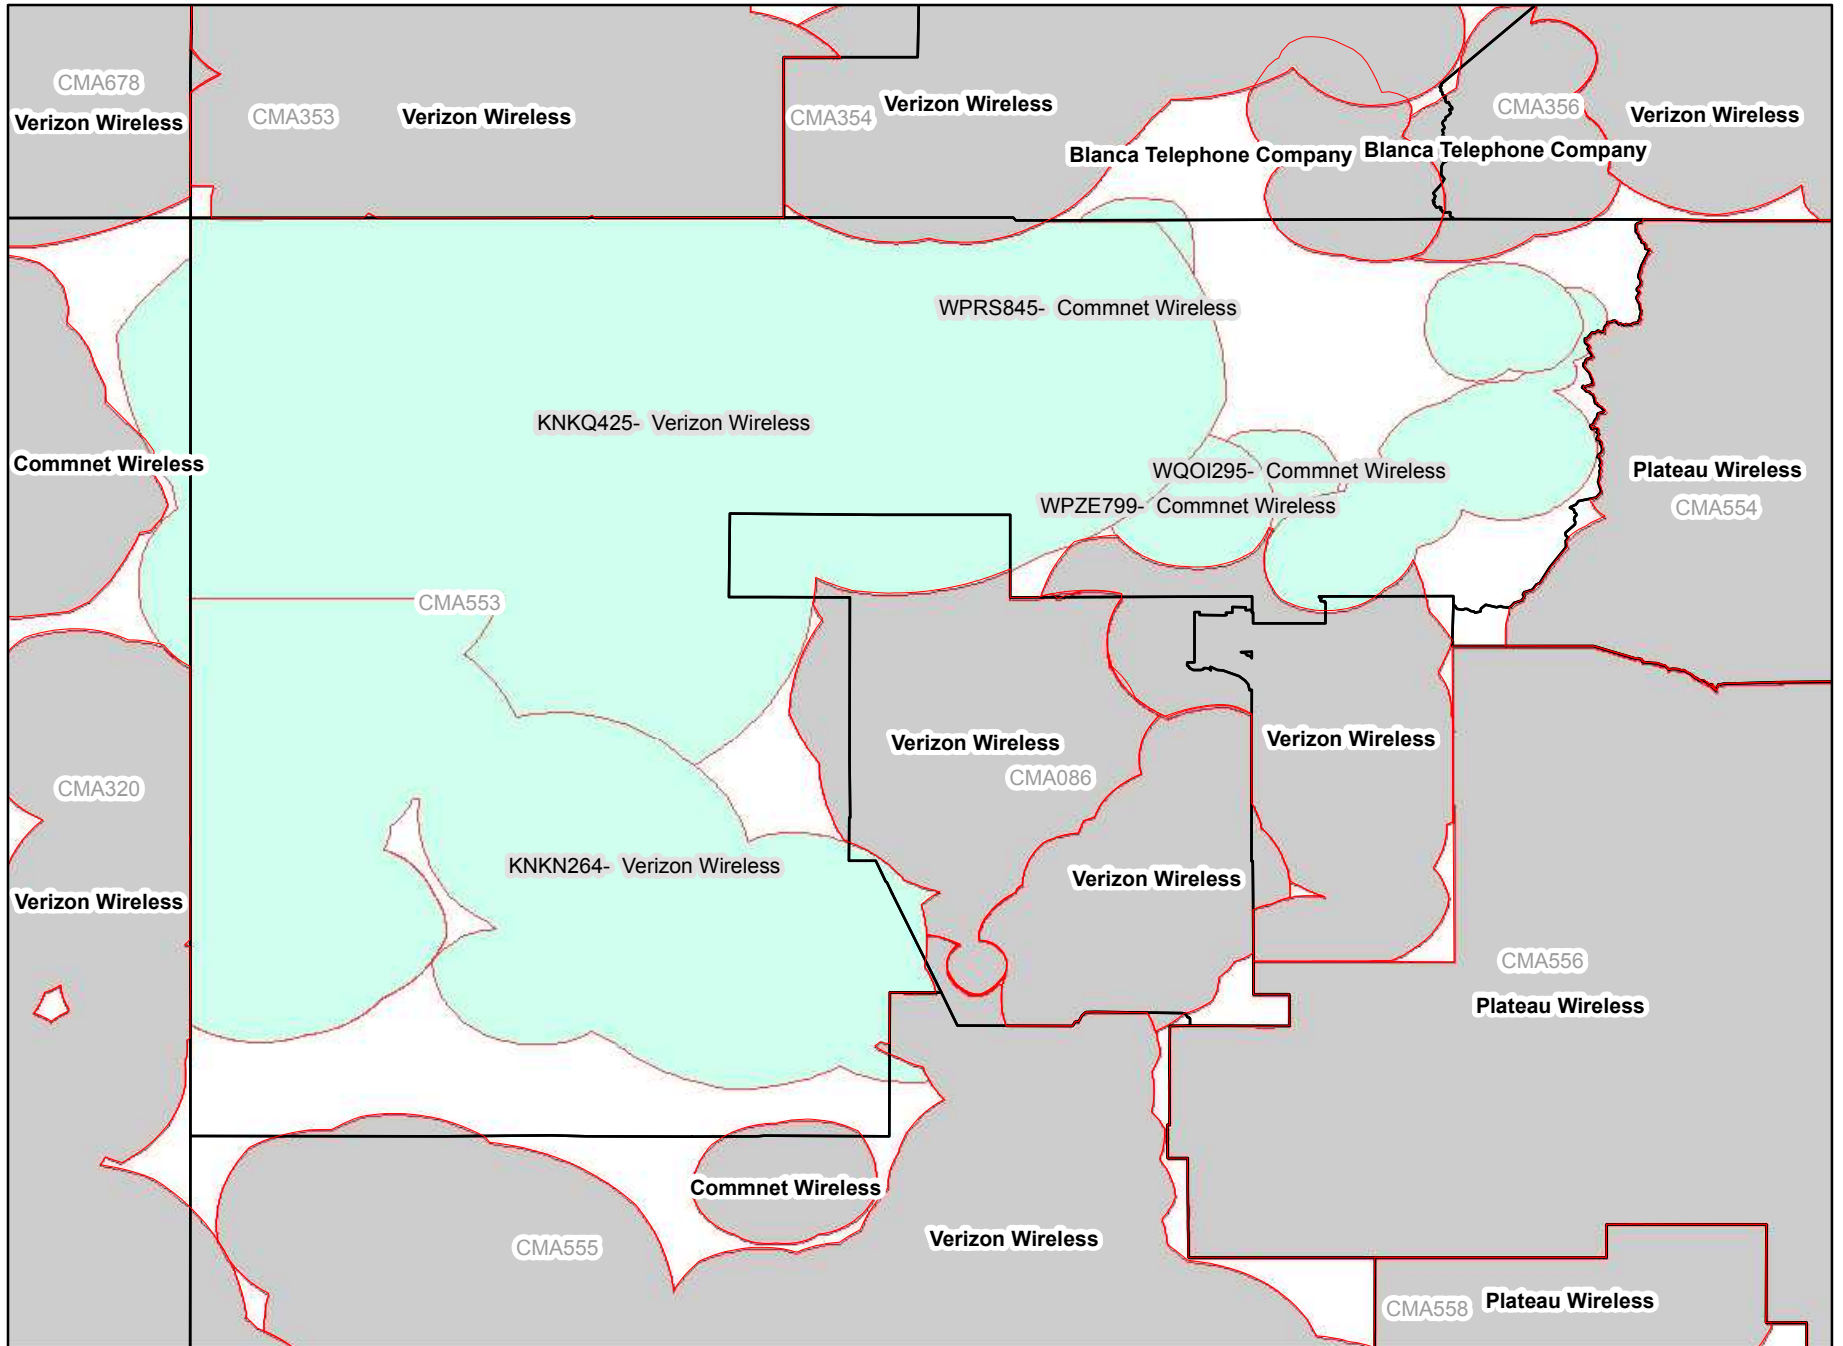 CMA678
Verizon Wireless
CMA353
Verizon Wireless
CMA354
Verizon Wireless
CMA356
Verizon Wireless
Blanca Telephone Company
Blanca Telephone Company
WPRS845- Commnet Wireless
KNKQ425- Verizon Wireless
Commnet Wireless
WQOI295- Commnet Wireless
WPZE799- Commnet Wireless
Plateau Wireless
CMA554
CMA553
Verizon Wireless
CMA086
Verizon Wireless
CMA320
KNKN264- Verizon Wireless
Verizon Wireless
Verizon Wireless
CMA556
Plateau Wireless
Commnet Wireless
CMA555
Verizon Wireless
CMA558
Plateau Wireless